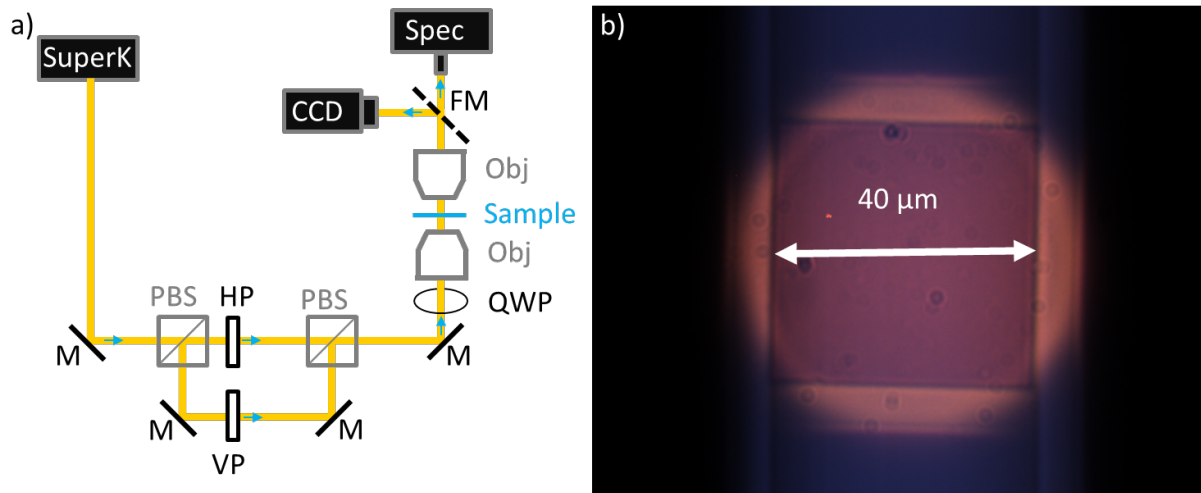 a)
SuperK
Spec
CCD
FM
Obj
Sample
Obj
QWP
PBS
HP
PBS
M
M
M
VP
M
b)
40 µm